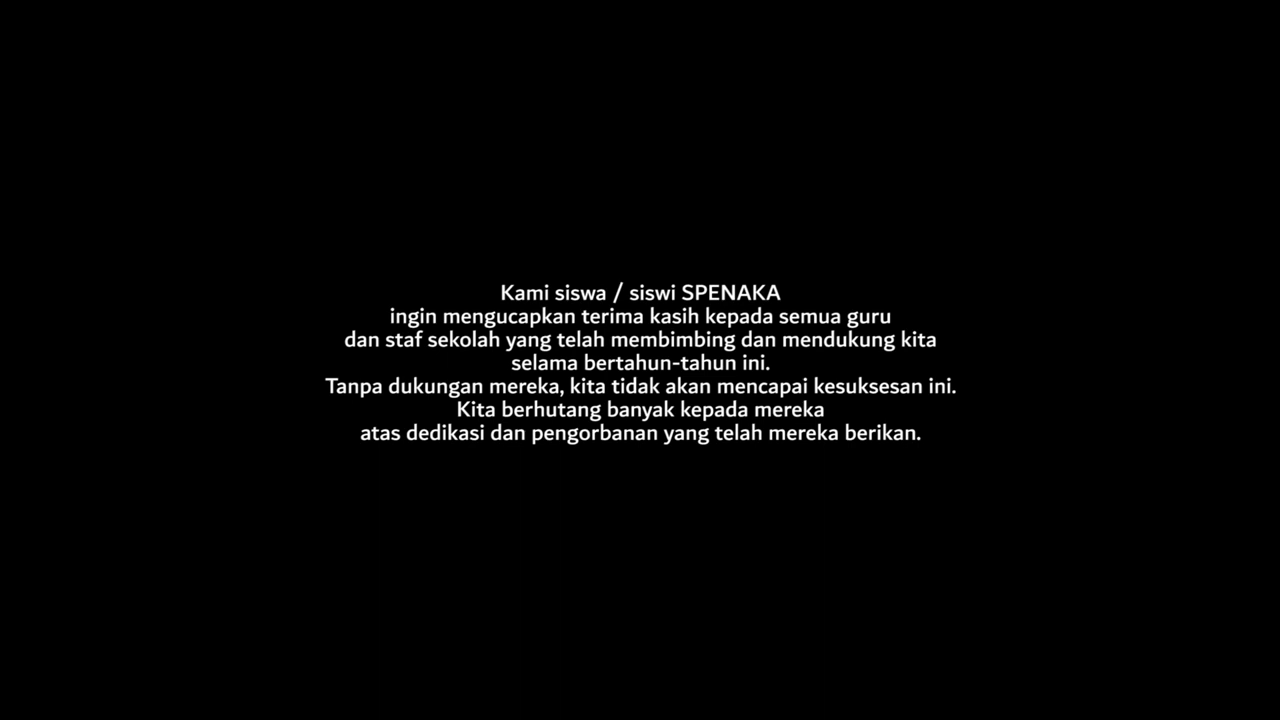 Kami siswa / siswi SPENAKA
ingin mengucapkan terima kasih kepada semua guru
dan staf sekolah yang telah membimbing dan mendukung kita
selama bertahun-tahun ini.
Tanpa dukungan mereka, kita tidak akan mencapai kesuksesan ini.
Kita berhutang banyak kepada mereka
atas dedikasi dan pengorbanan yang telah mereka berikan.